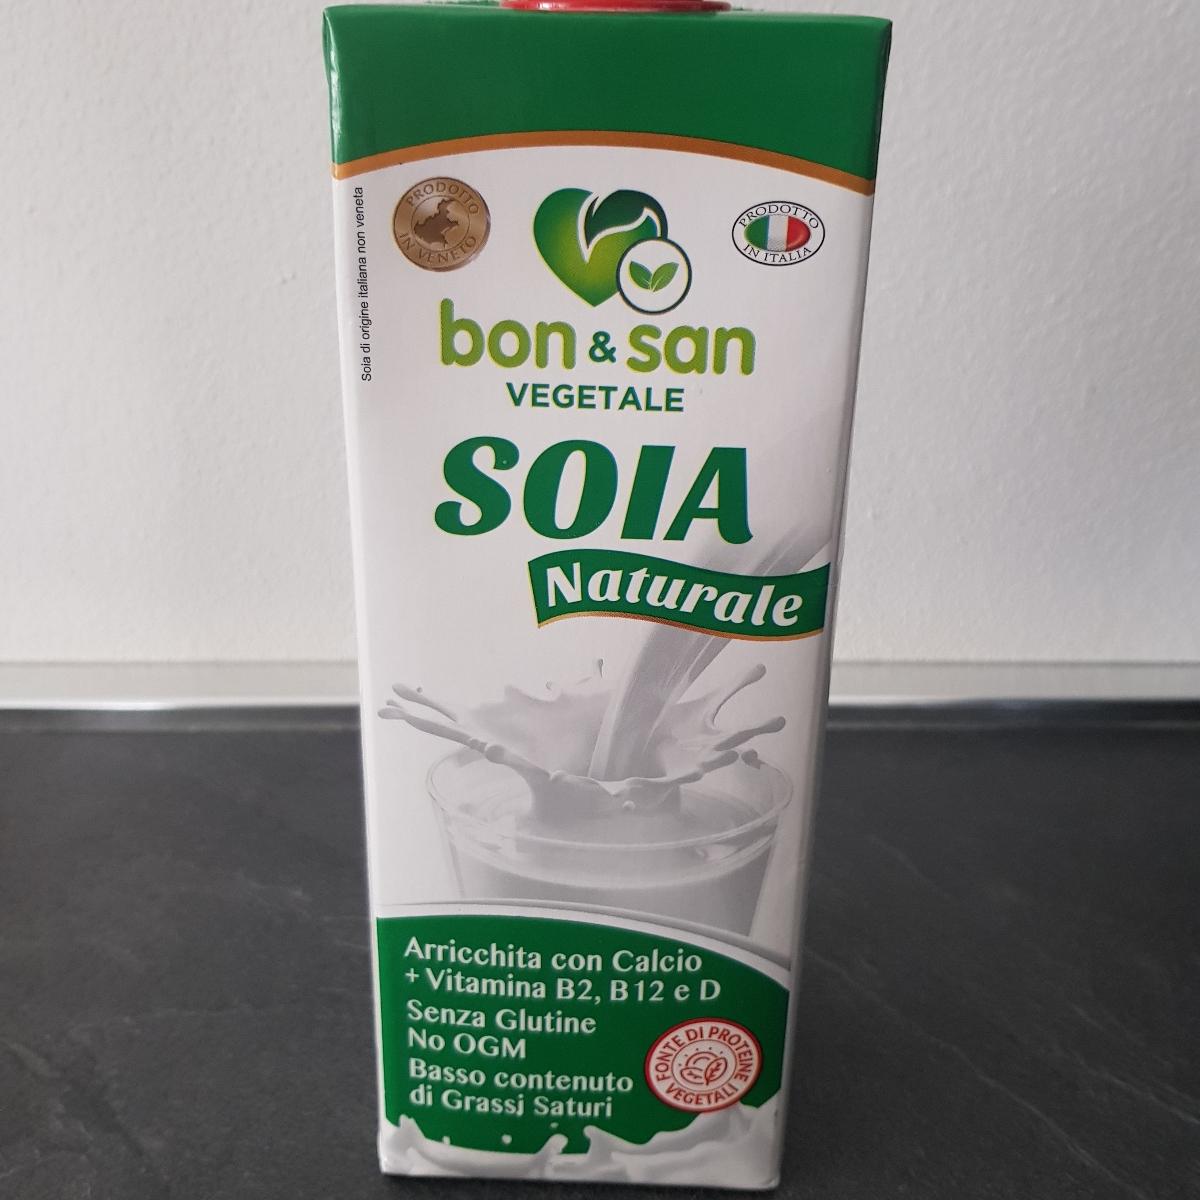 PRODOTTO
IN VENETO
Soia di origine italiana non veneta
PRODOTTO
IN ITALIA
bon & san
VEGETALE
SOIA
Naturale
Arricchita con Calcio
+ Vitamina B2, B12 e D
Senza Glutine
No OGM
Basso contenuto
di Grassi Saturi
FONTE DI PROTEINE
VEGETALI